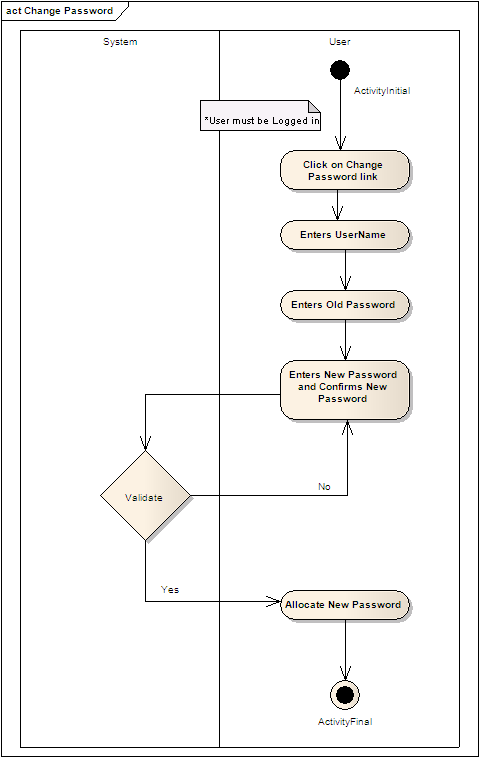 act Change Password
System
User
ActivityInitial
*User must be Logged in
Click on Change
Password link
Enters UserName
Enters Old Password
Enters New Password
and Confirms New
Password
Validate
No
Yes
Allocate New Password
ActivityFinal